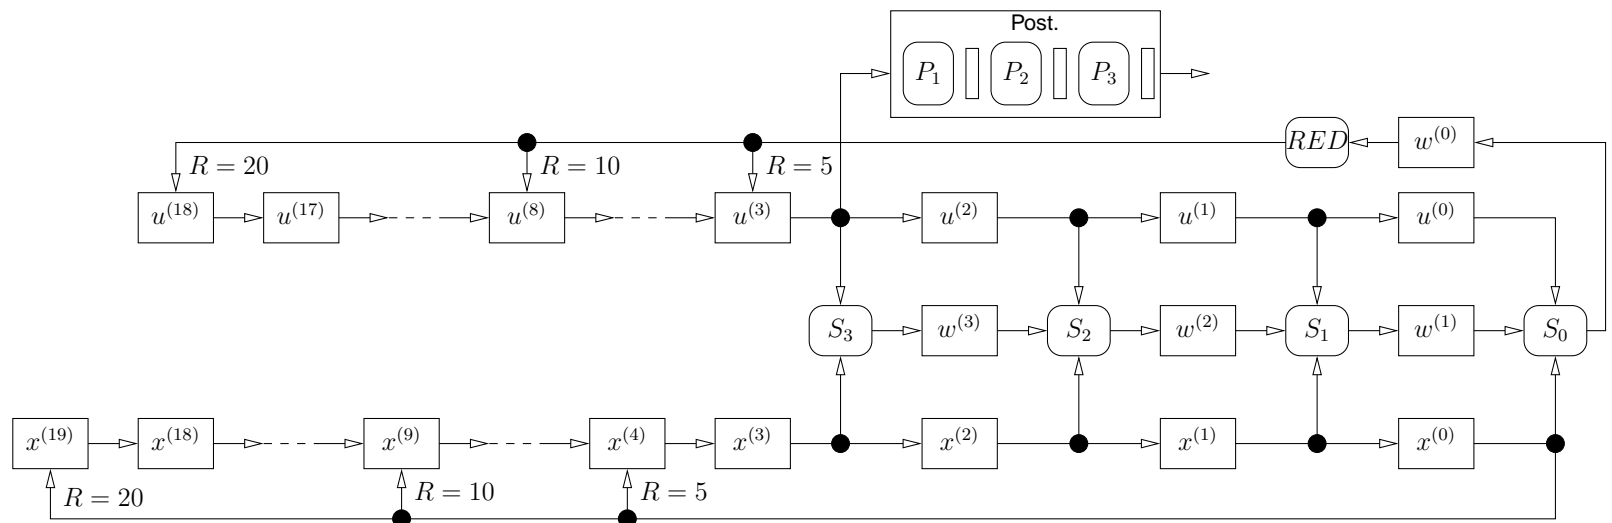 Post.
P₁ P₂ P₃
RED w⁽⁰⁾
R = 20 R = 10 R = 5
u⁽¹⁸⁾ u⁽¹⁷⁾ u⁽⁸⁾ u⁽³⁾ u⁽²⁾ u⁽¹⁾ u⁽⁰⁾
S₃ w⁽³⁾ S₂ w⁽²⁾ S₁ w⁽¹⁾ S₀
x⁽¹⁹⁾ x⁽¹⁸⁾ x⁽⁹⁾ x⁽⁴⁾ x⁽³⁾ x⁽²⁾ x⁽¹⁾ x⁽⁰⁾
R = 20 R = 10 R = 5